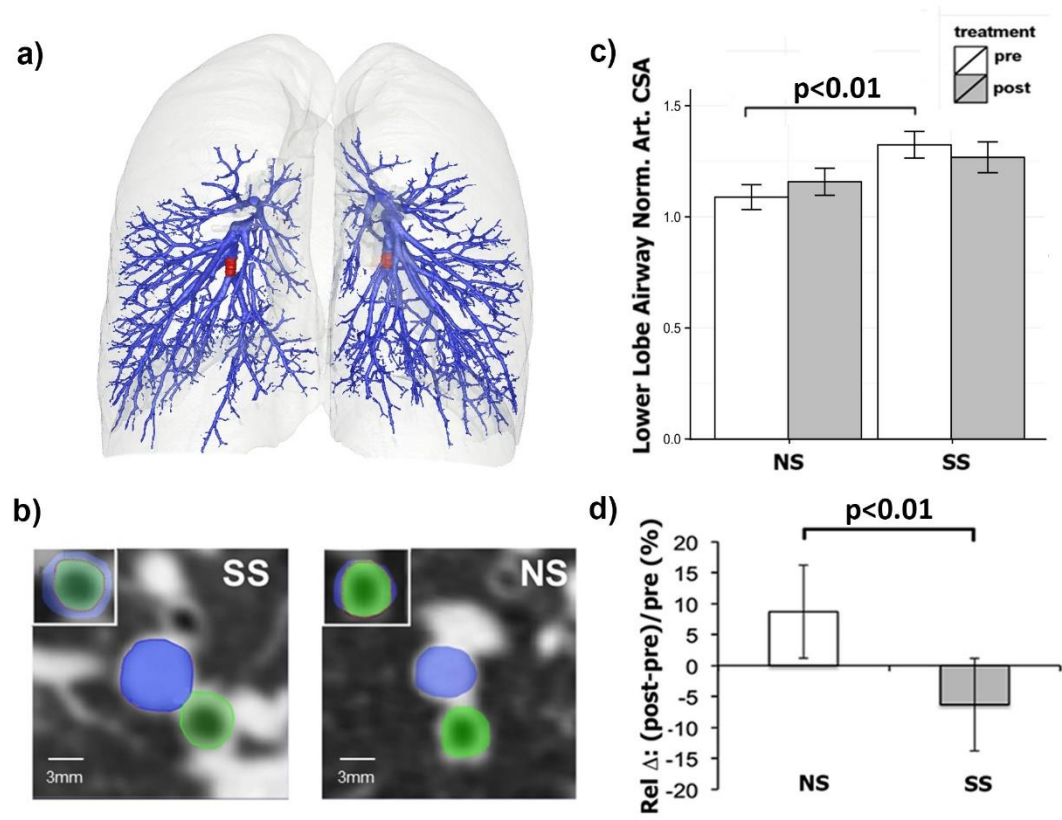 a)
b)
SS
3mm
NS
3mm
c)
treatment
pre
post
p<0.01
Lower Lobe Airway Norm. Art. CSA
1.5
1.0
0.5
0.0
NS
SS
d)
p<0.01
Rel Δ: (post-pre)/pre (%)
20
15
10
5
0
-5
-10
-15
-20
NS
SS